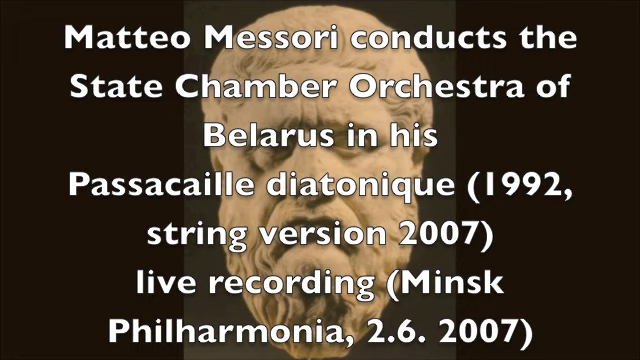 Matteo Messori conducts the
State Chamber Orchestra of
Belarus in his
Passacaille diatonique (1992,
string version 2007)
live recording (Minsk
Philharmonia, 2.6. 2007)